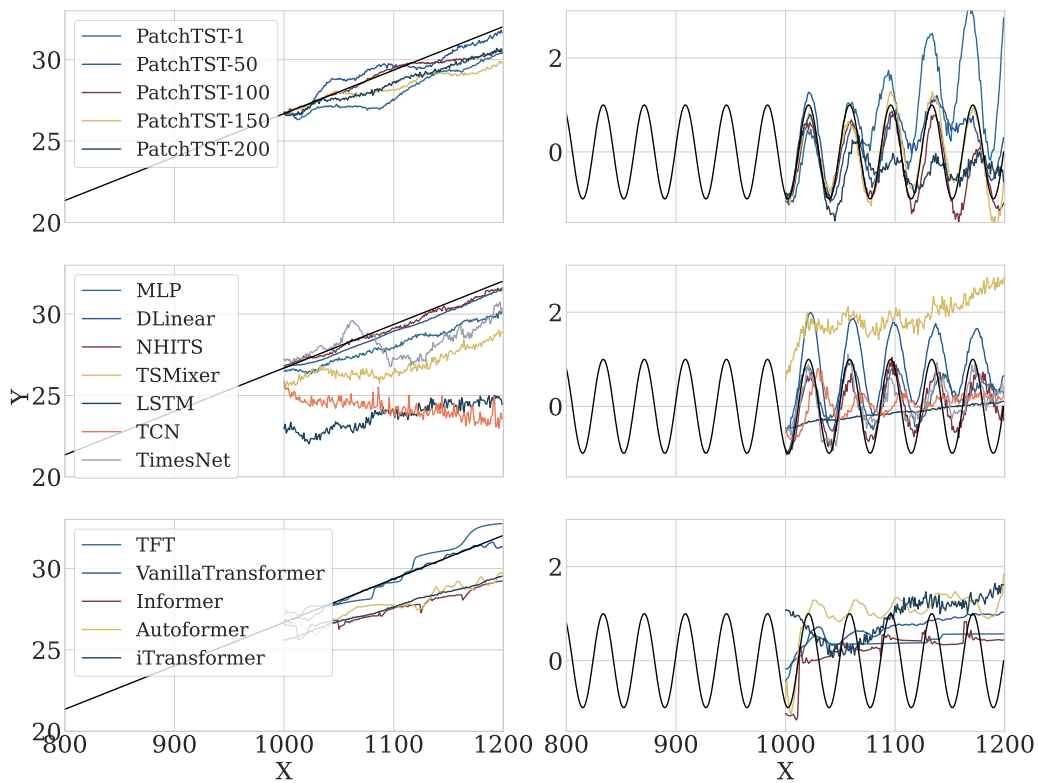 30
25
20
PatchTST-1
PatchTST-50
PatchTST-100
PatchTST-150
PatchTST-200
2
0
Y
30
25
20
MLP
DLinear
NHITS
TSMixer
LSTM
TCN
TimesNet
2
0
30
25
20
TFT
VanillaTransformer
Informer
Autoformer
iTransformer
2
0
800 900 1000 1100 1200
X
800 900 1000 1100 1200
X